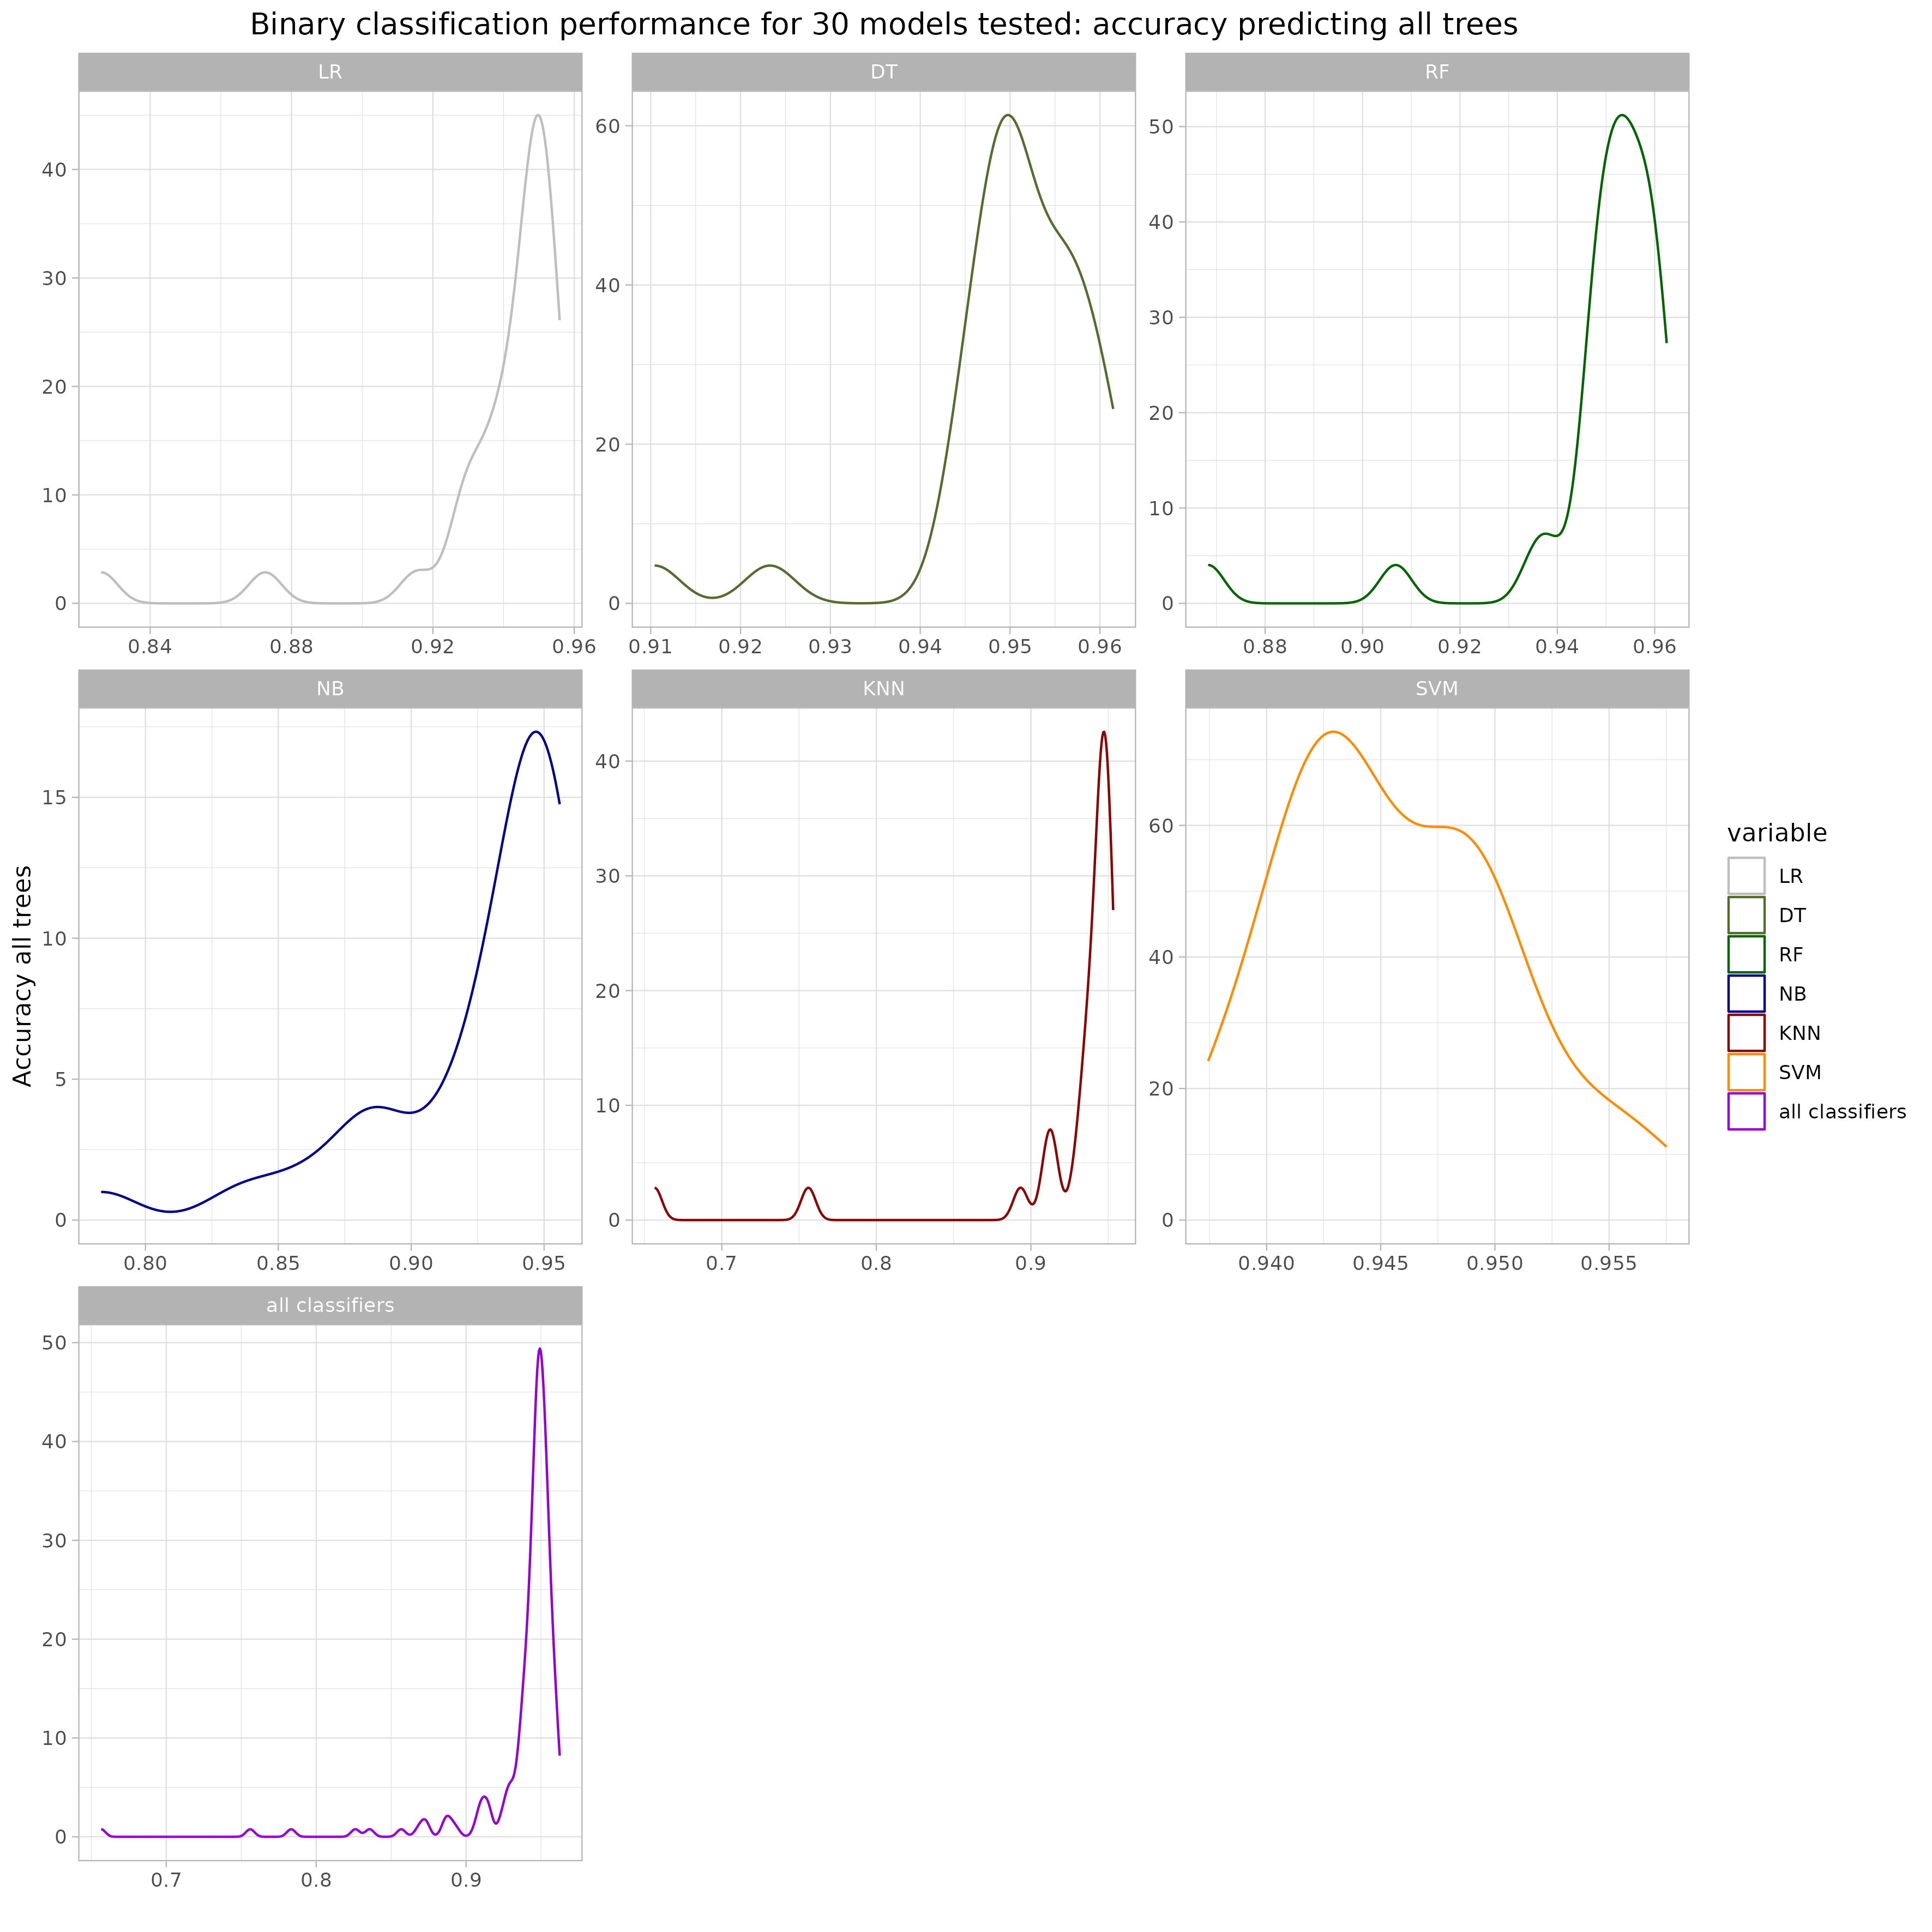 Binary classification performance for 30 models tested: accuracy predicting all trees
LR
DT
RF
40
30
20
10
0
60
40
20
0
50
40
30
20
10
0
0.84 0.88 0.92 0.96
0.91 0.92 0.93 0.94 0.95 0.96
0.88 0.90 0.92 0.94 0.96
NB
KNN
SVM
15
10
5
0
40
30
20
10
0
60
40
20
0
0.80 0.85 0.90 0.95
0.7 0.8 0.9
0.940 0.945 0.950 0.955
all classifiers
50
40
30
20
10
0
0.7 0.8 0.9
Accuracy all trees
variable
LR
DT
RF
NB
KNN
SVM
all classifiers